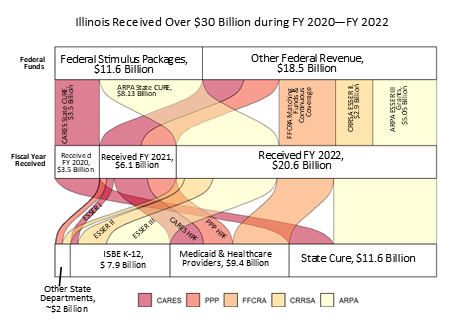 Illinois Received Over $30 Billion during FY 2020—FY 2022
Federal
Funds
Federal Stimulus Packages,
$11.6 Billion
Other Federal Revenue,
$18.5 Billion
CARES State CURE,
$3.5 Billion
ARPA State CURE,
$8.13 Billion
FFCRA Matching
Funds &
Continuous
Coverage
CRRSA ESSER II,
$2.9 Billion
ARPA ESSER III
Grants,
$5.05 Billion
Fiscal Year
Received
Received
FY 2020,
$3.5 Billion
Received FY 2021,
$6.1 Billion
Received FY 2022,
$20.6 Billion
ESSER I
ESSER II
ESSER III
CARES H/F
PPP H/F
ISBE K-12,
$ 7.9 Billion
Medicaid & Healthcare
Providers, $9.4 Billion
State Cure, $11.6 Billion
Other State
Departments,
~$2 Billion
CARES
PPP
FFCRA
CRRSA
ARPA